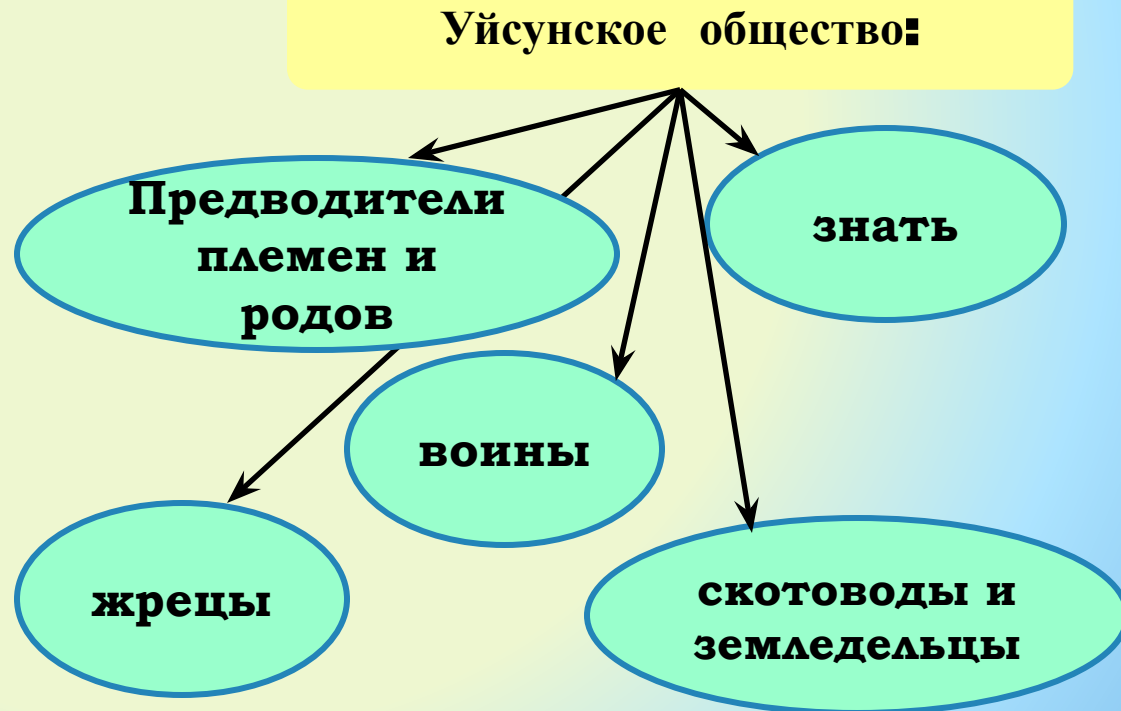 Уйсунское общество:
Предводители
племен и
родов
знать
воины
жрецы
скотоводы и
земледельцы